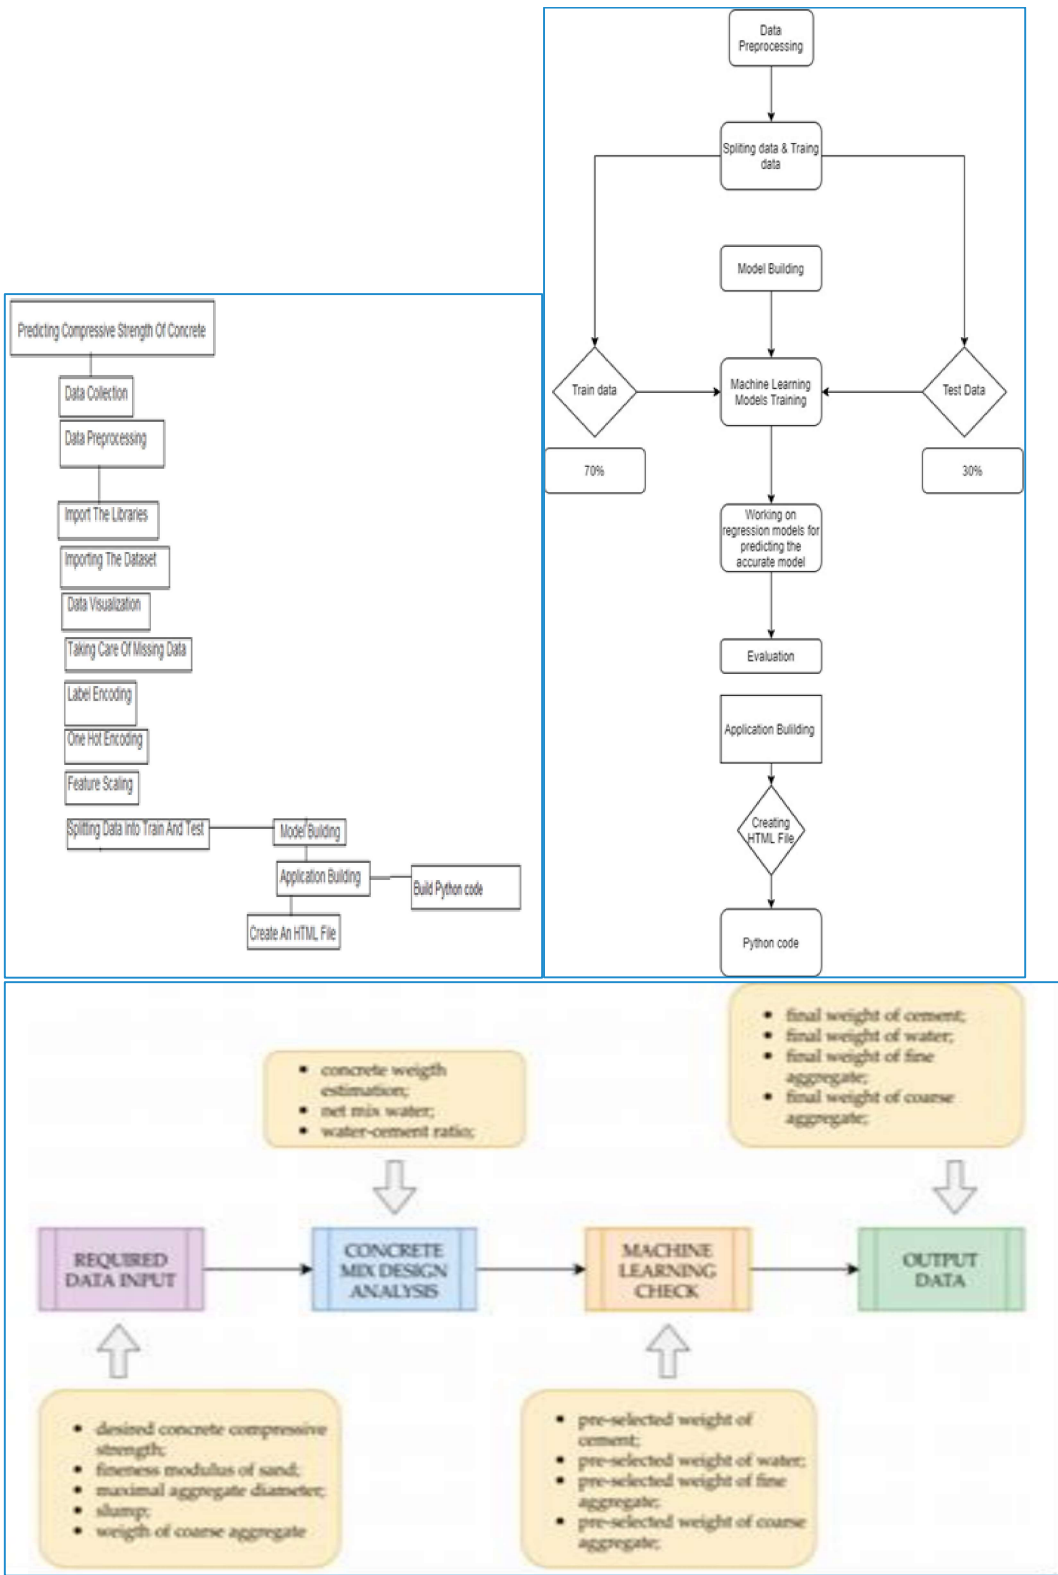 Data
Preprocessing
Spliting data & Traing
data
Model Building
Train data
Machine Learning
Models Training
Test Data
70%
30%
Working on
regression models for
predicting the
accurate model
Evaluation
Application Bulilding
Creating
HTML File
Python code
Predicting Compressive Strength Of Concrete
Data Collection
Data Preprocessing
Import The Libraries
Importing The Dataset
Data Visualization
Taking Care Of Missing Data
Label Encoding
One Hot Encoding
Feature Scaling
Splitting Data Into Train And Test
Model Building
Application Building
Build Python code
Create An HTML File
• concrete weigth
estimation;
• net mix water;
• water-cement ratio;
• final weight of cement;
• final weight of water;
• final weight of fine
aggregate;
• final weight of coarse
aggregate;
REQUIRED
DATA INPUT
CONCRETE
MIX DESIGN
ANALYSIS
MACHINE
LEARNING
CHECK
OUTPUT
DATA
• desired concrete compressive
strength;
• fineness modulus of sand;
• maximal aggregate diameter;
• slump;
• weigth of coarse aggregate
• pre-selected weight of
cement;
• pre-selected weight of water;
• pre-selected weight of fine
aggregate;
• pre-selected weight of coarse
aggregate;